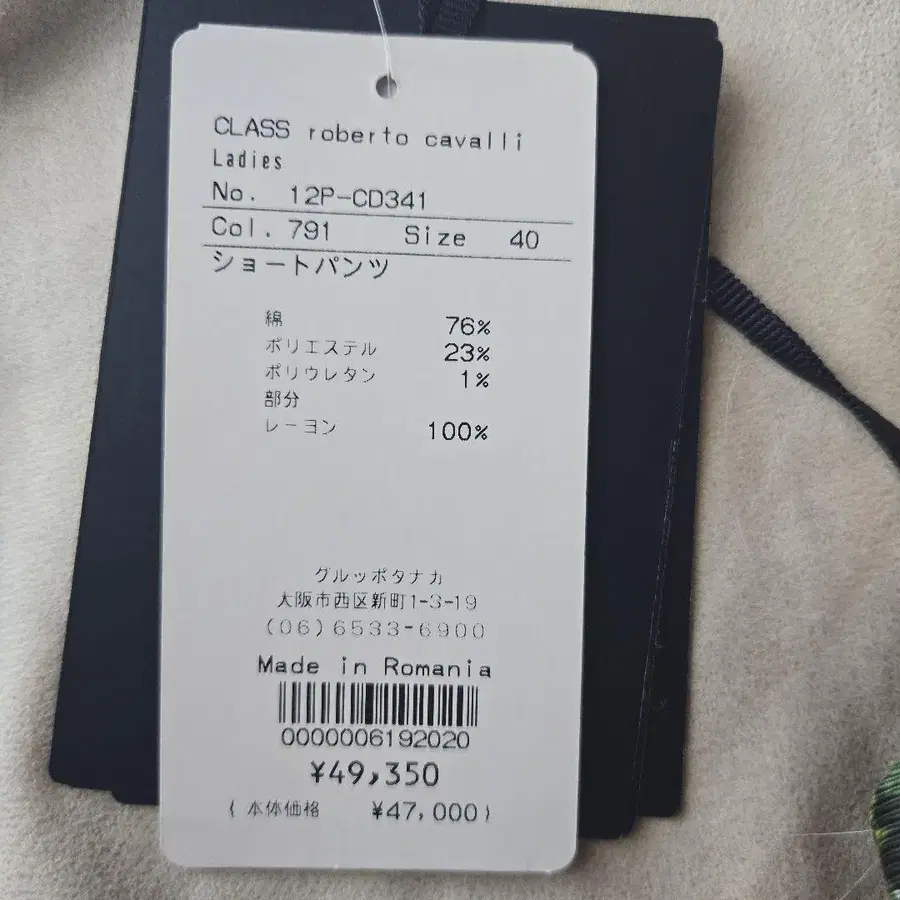 CLASS roberto cavalli
Ladies
No. 12P-CD341
Col. 791 Size 40
ショートパンツ
綿 76%
ポリエステル 23%
ポリウレタン 1%
部分
レーヨン 100%
グルッポタナカ
大阪市西区新町1-3-19
(06)6533-6900
Made in Romania
0000006192020
¥49,350
(本体価格 ¥47,000)